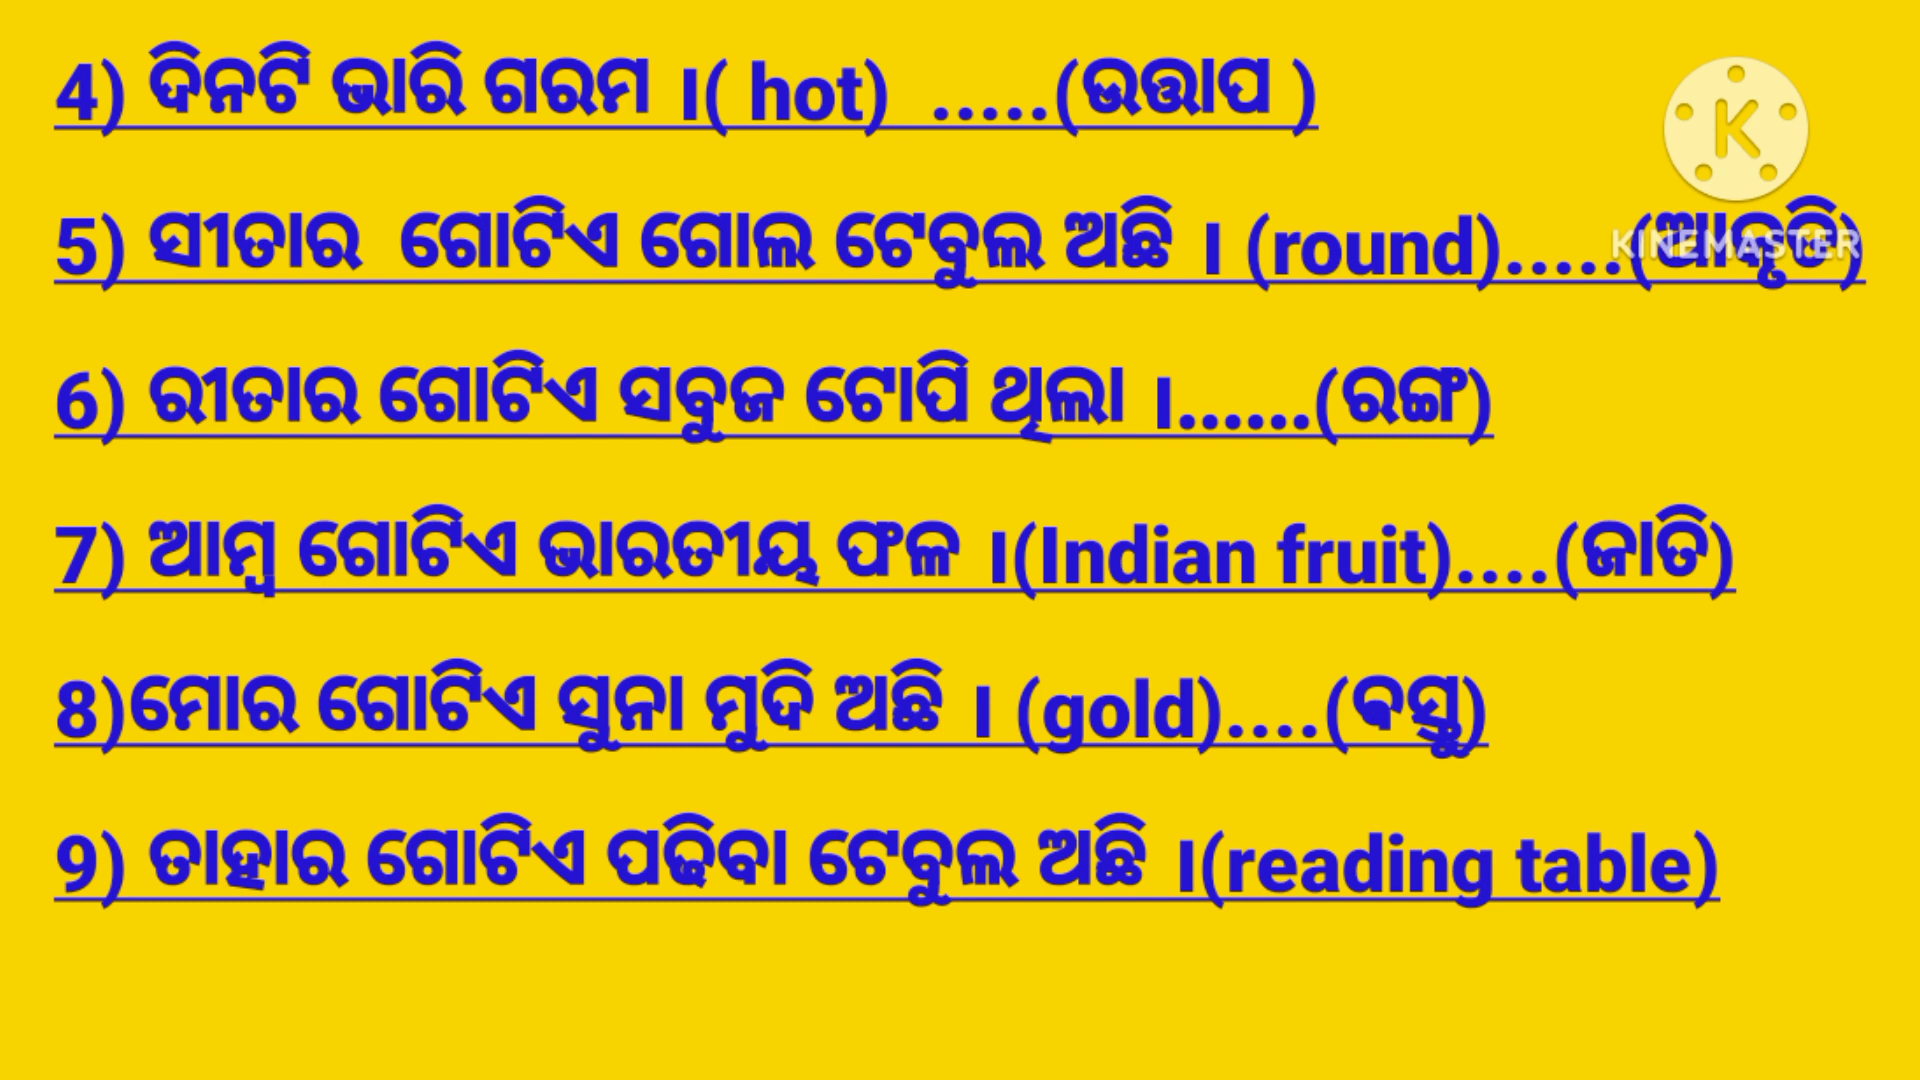 4) ଦିନଟି ଭାରି ଗରମ ।( hot) .....(ଉତ୍ତାପ )
K
5) ସୀତାର ଗୋଟିଏ ଗୋଲ ଟେବୁଲ ଅଛି । (round).....(ଆକୃତି)
KINEMASTER
6) ରୀତାର ଗୋଟିଏ ସବୁଜ ଟୋପି ଥିଲା ।......(ରଙ୍ଗ)
7) ଆମ୍ବ ଗୋଟିଏ ଭାରତୀୟ ଫଳ ।(Indian fruit)....(ଜାତି)
8)ମୋର ଗୋଟିଏ ସୁନା ମୁଦି ଅଛି । (gold)....(ବସ୍ତୁ)
9) ତାହାର ଗୋଟିଏ ପଢିବା ଟେବୁଲ ଅଛି ।(reading table)